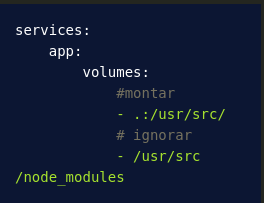 services:
    app:
        volumes:
            #montar
            - .:/usr/src/
            # ignorar
            - /usr/src
/node_modules